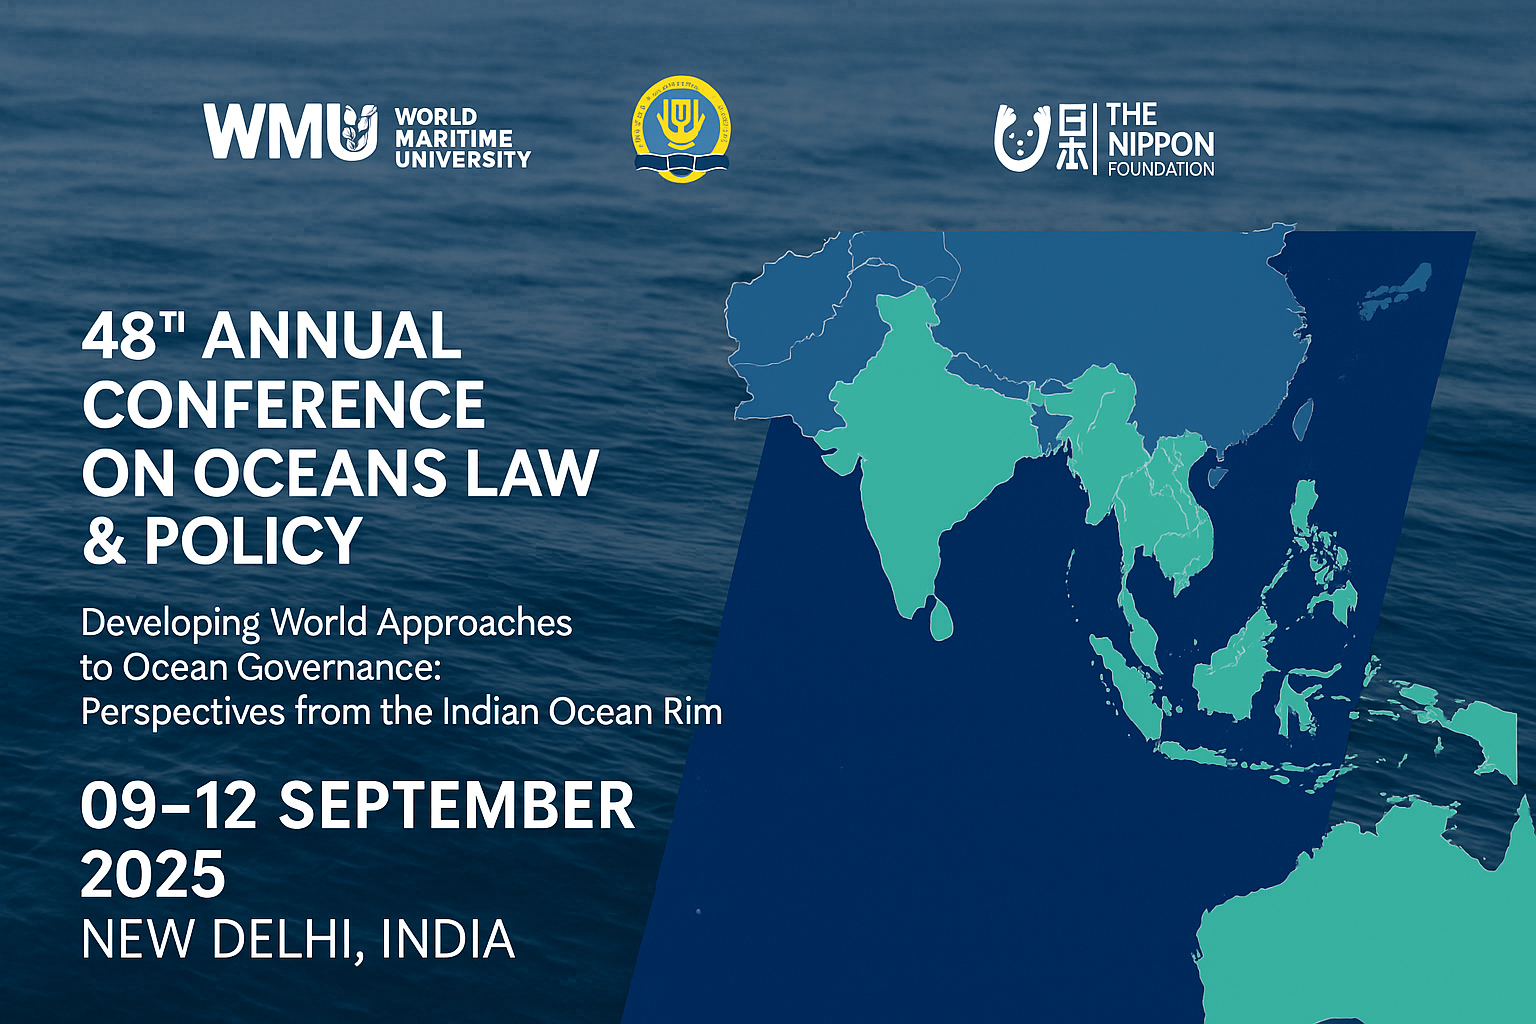 WMU
WORLD
MARITIME
UNIVERSITY
THE
NIPPON
FOUNDATION
48TI ANNUAL
CONFERENCE
ON OCEANS LAW
& POLICY
Developing World Approaches
to Ocean Governance:
Perspectives from the Indian Ocean Rim
09–12 SEPTEMBER
2025
NEW DELHI, INDIA